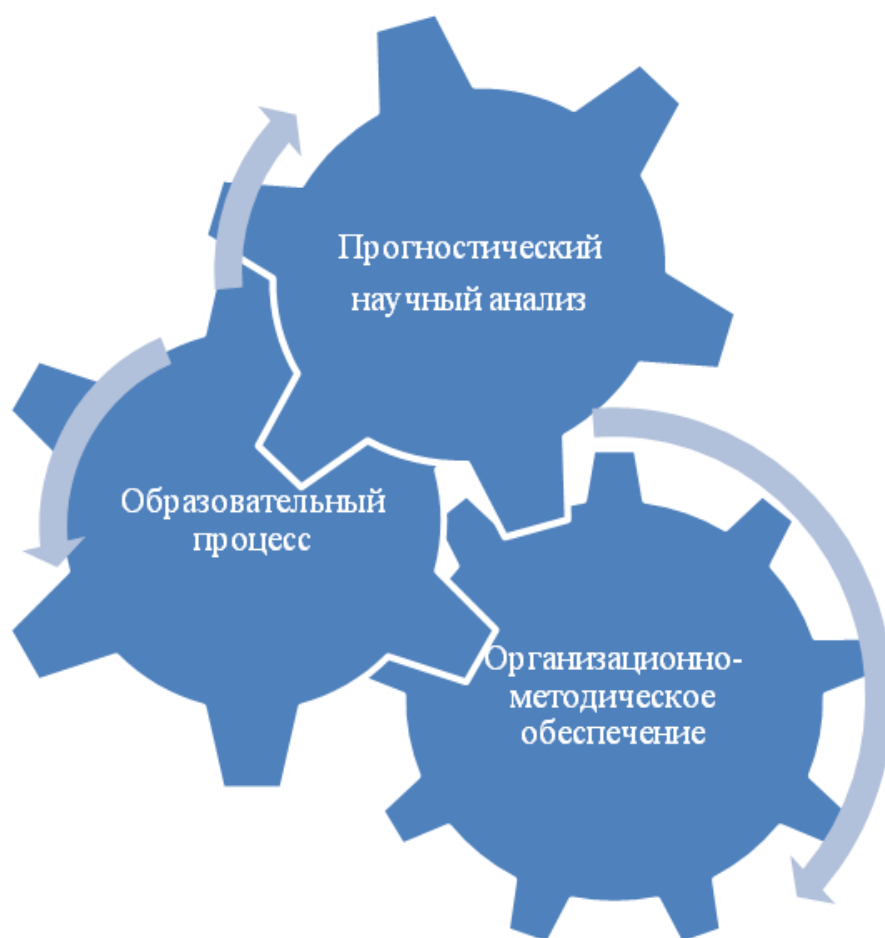 Прогностический
научный анализ
Образовательный
процесс
Организационно-
методическое
обеспечение